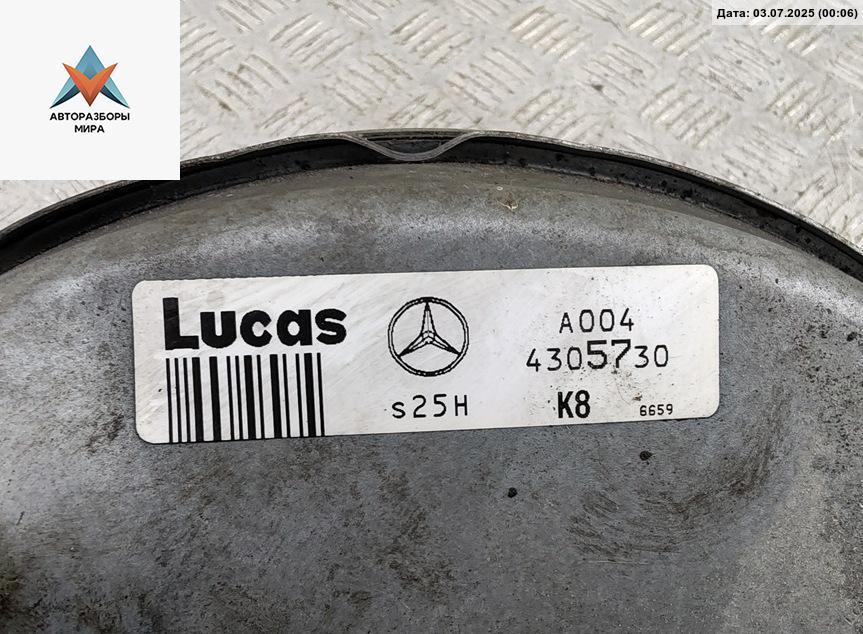 Дата: 03.07.2025 (00:06)
АВТОРАЗБОРЫ
МИРА
Lucas
A004
4305730
s25H
K8
6659